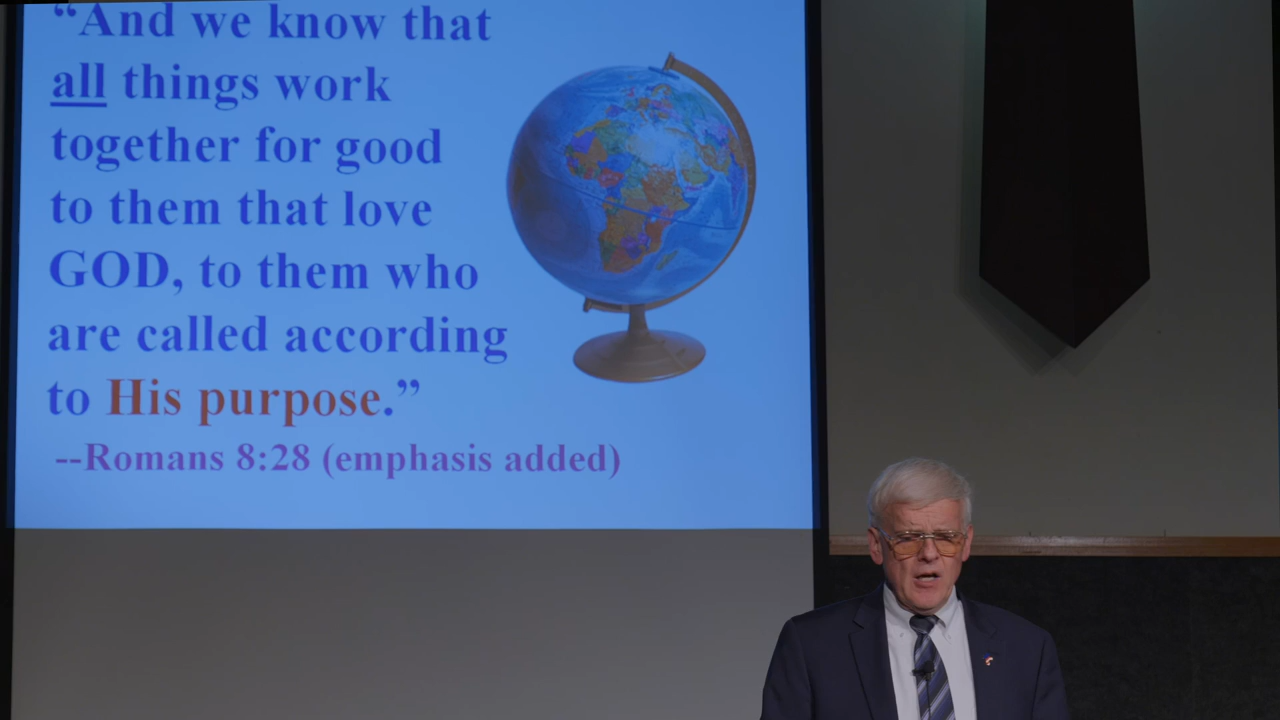 “And we know that
all things work
together for good
to them that love
GOD, to them who
are called according
to His purpose.”
--Romans 8:28 (emphasis added)